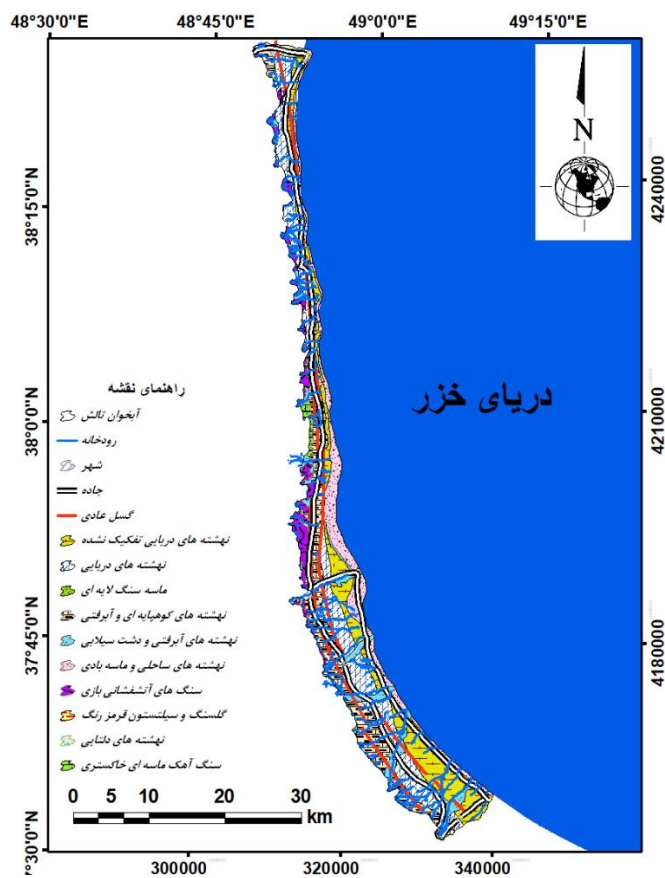 48°30'0"E 48°45'0"E 49°0'0"E 49°15'0"E
N
4240000
38°15'0"N
دریای خزر
راهنمای نقشه
4210000
38°0'0"N
آبخوان تالش
رودخانه
شهر
جاده
گسل عادی
نهشته های دریایی تفکیک نشده
نهشته های دریایی
ماسه سنگ لایه ای
نهشته های کوهپایه ای و آبرفتی
37°45'0"N
4180000
نهشته های آبرفتی و دشت سیلابی
نهشته های ساحلی و ماسه بادی
سنگ های آتشفشانی بازی
گلسنگ و سیلتستون قرمز رنگ
نهشته های دلتایی
سنگ آهک ماسه ای خاکستری
0 5 10 20 30
km
°30'0"N
300000 320000 340000